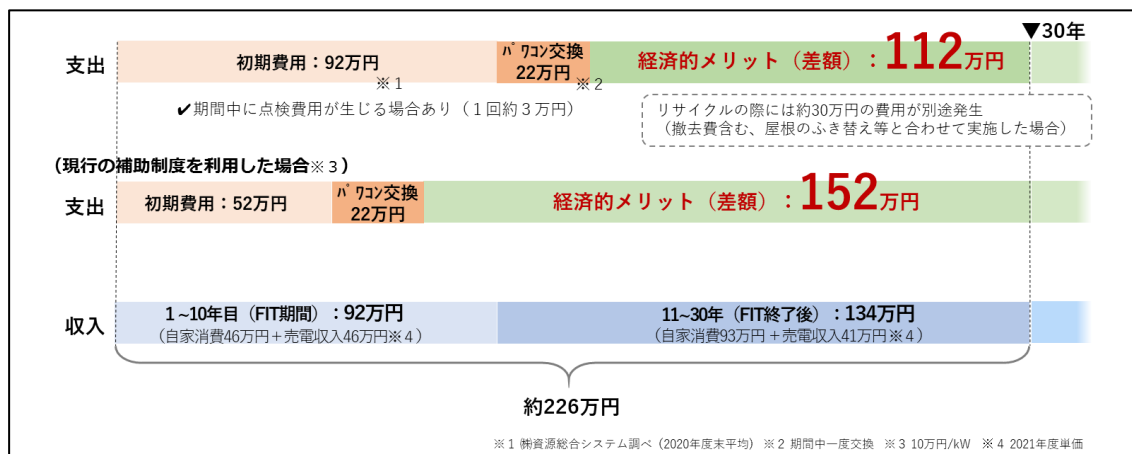 ▼30年
支出
初期費用：92万円
※１
ﾊﾟﾜｺﾝ交換
22万円
※２
経済的メリット（差額）：112万円
✔期間中に点検費用が生じる場合あり（１回約３万円）
リサイクルの際には約30万円の費用が別途発生
（撤去費含む、屋根のふき替え等と合わせて実施した場合）
（現行の補助制度を利用した場合※３）
支出
初期費用：52万円
ﾊﾟﾜｺﾝ交換
22万円
経済的メリット（差額）：152万円
収入
１~10年目（FIT期間）：92万円
（自家消費46万円＋売電収入46万円※４）
11~30年（FIT終了後）：134万円
（自家消費93万円＋売電収入41万円※４）
約226万円
※１ ㈱資源総合システム調べ（2020年度末平均） ※２ 期間中一度交換 ※３ 10万円/kW ※４ 2021年度単価